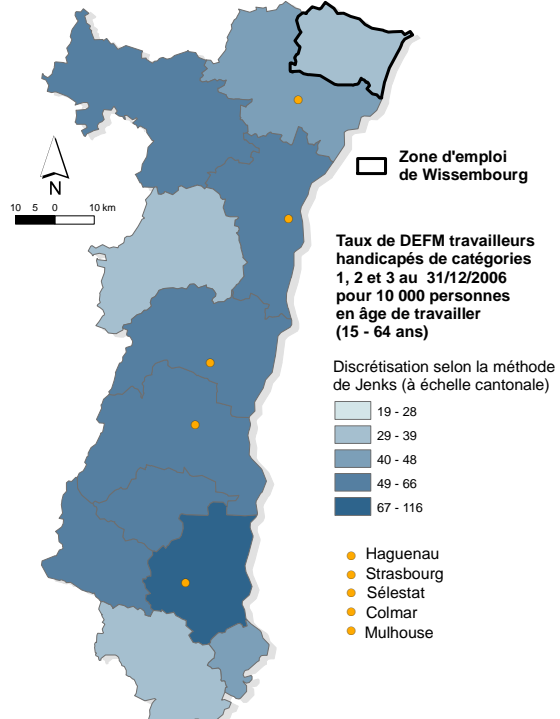 N
10 5 0 10 km
Zone d'emploi
de Wissembourg
Taux de DEFM travailleurs
handicapés de catégories
1, 2 et 3 au 31/12/2006
pour 10 000 personnes
en âge de travailler
(15 - 64 ans)
Discrétisation selon la méthode
de Jenks (à échelle cantonale)
19 - 28
29 - 39
40 - 48
49 - 66
67 - 116
Haguenau
Strasbourg
Sélestat
Colmar
Mulhouse